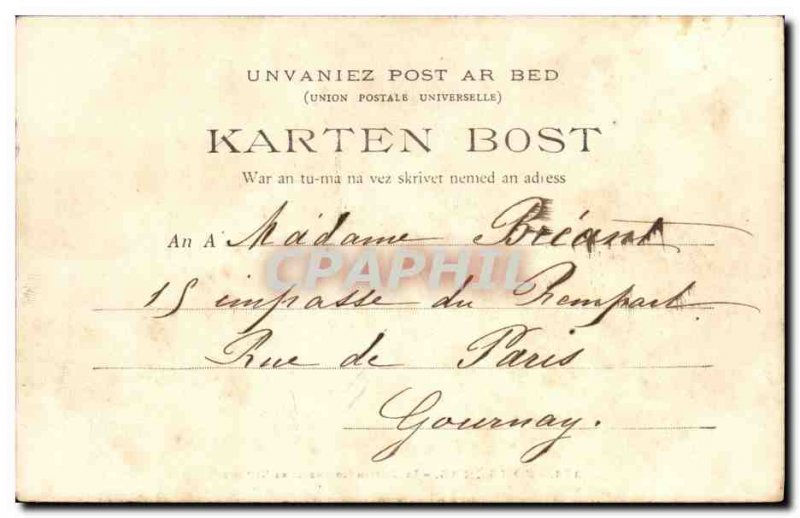 UNVANIEZ POST AR BED
(UNION POSTALE UNIVERSELLE)
KARTEN BOST
War an tu-ma na vez skrivet nemed an adress
An A Madame Bréant
15 impasse du Rempart
Rue de Paris
Gournay.
CPAPHIL